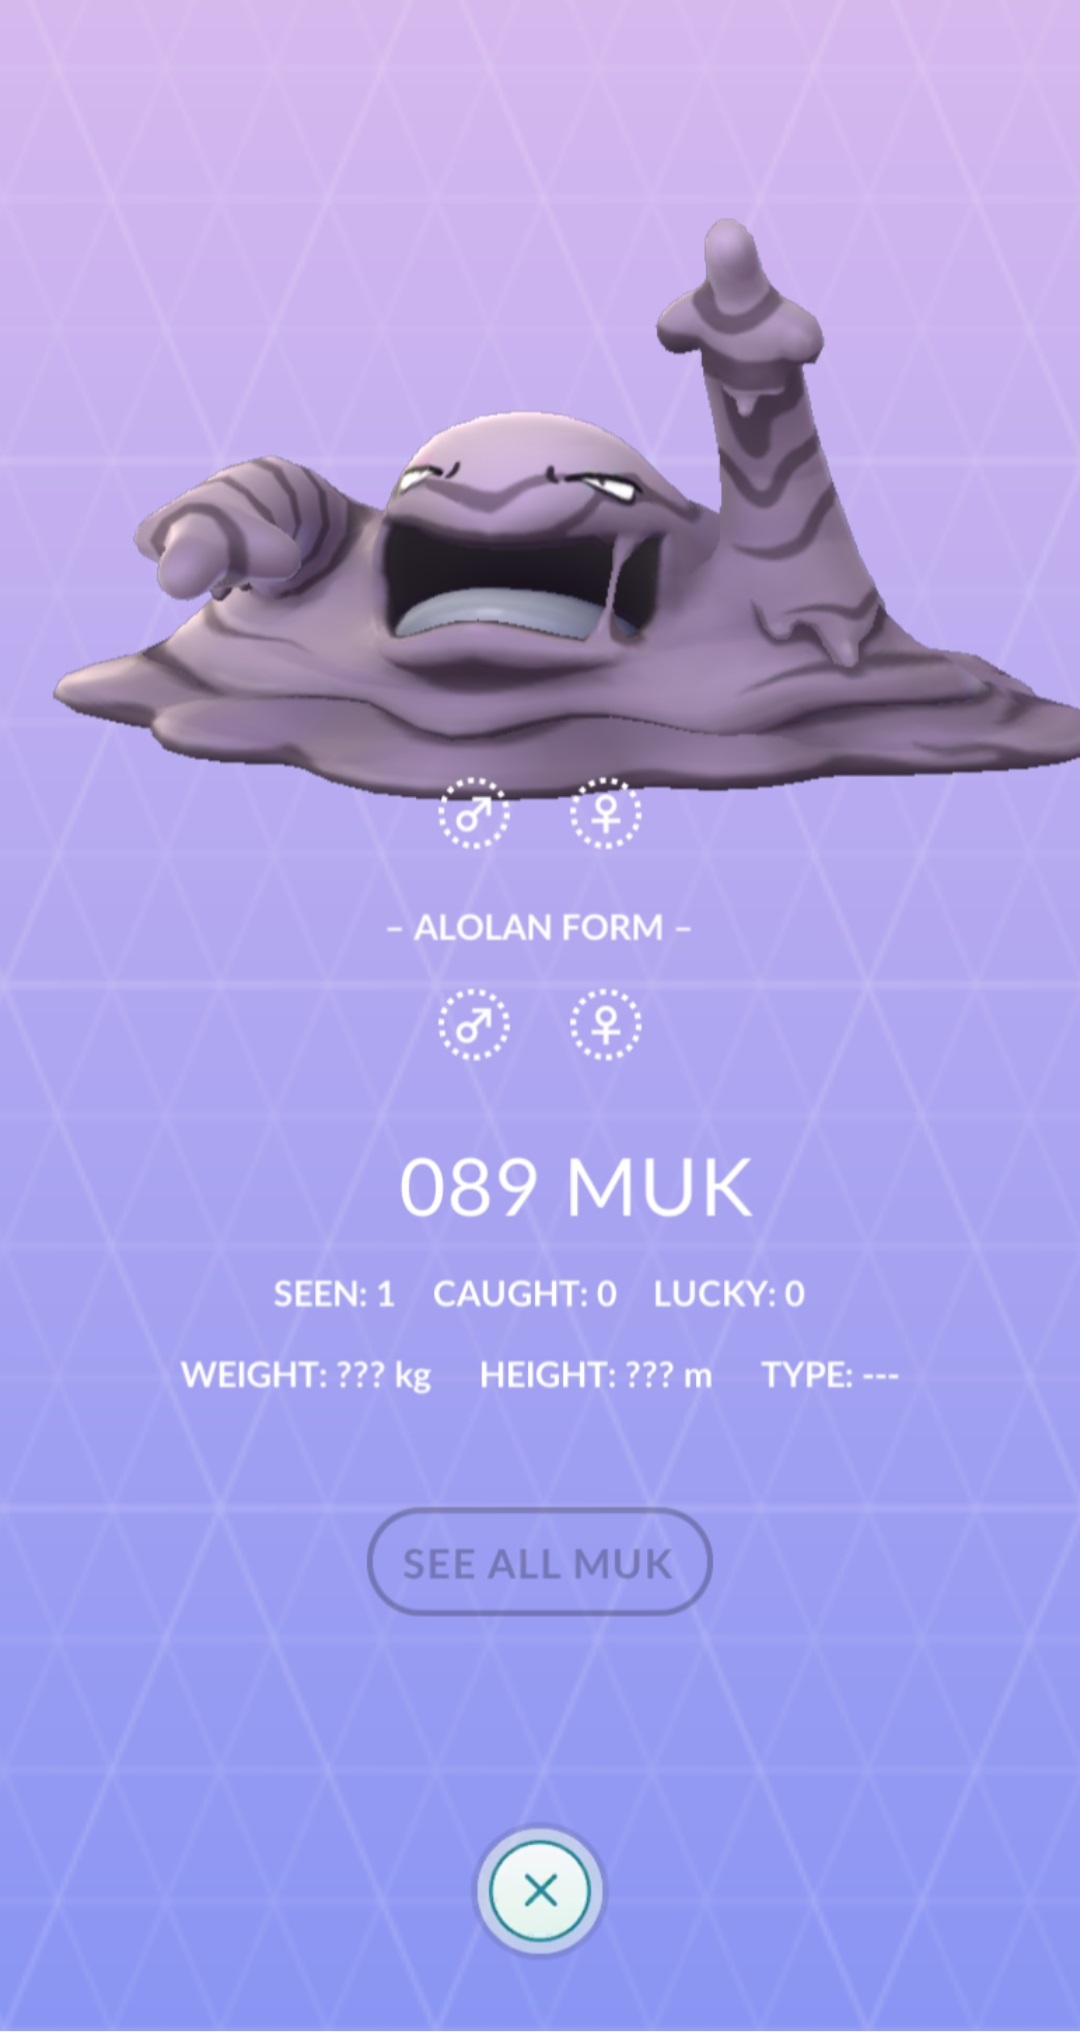 – ALOLAN FORM –
089 MUK
SEEN: 1 CAUGHT: 0 LUCKY: 0
WEIGHT: ??? kg HEIGHT: ??? m TYPE: ---
SEE ALL MUK